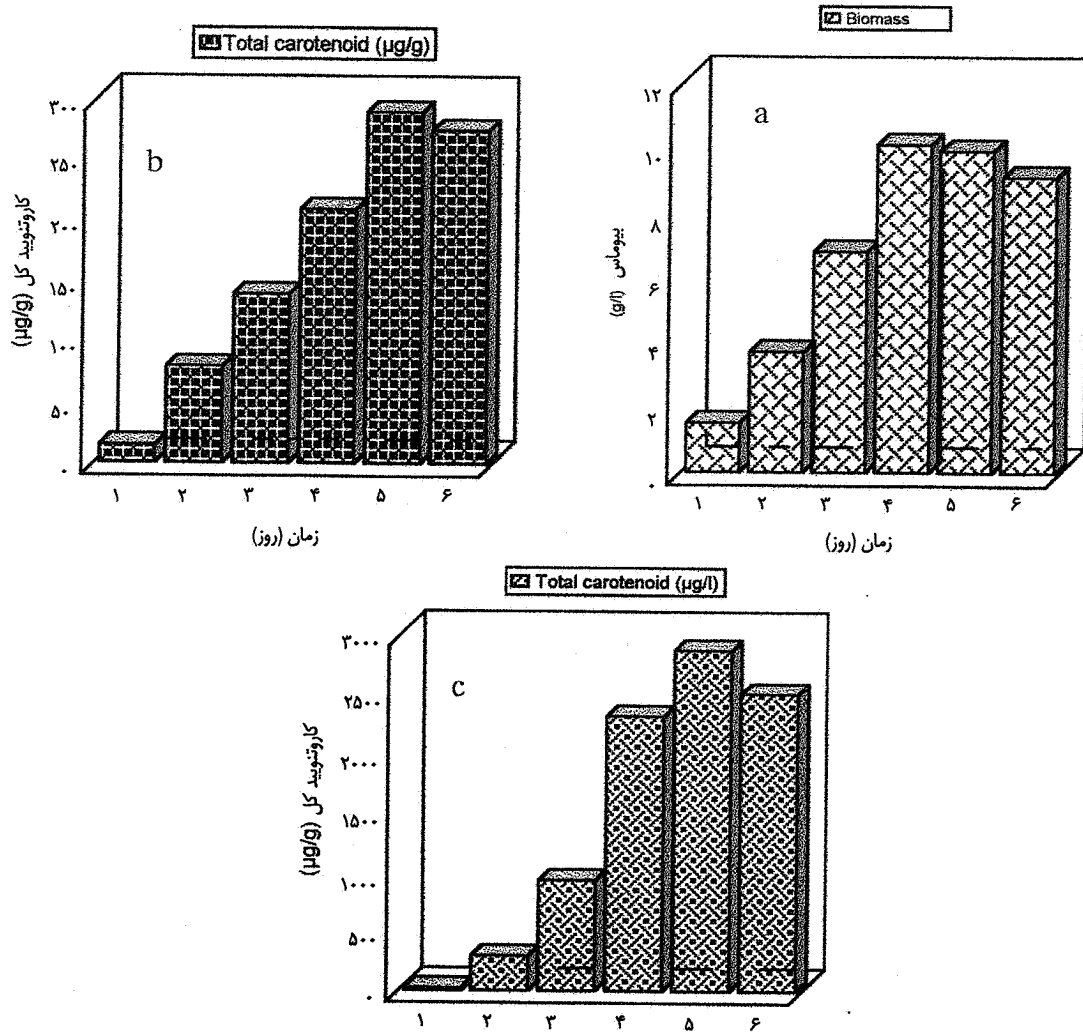 Total carotenoid (µg/g)
b
۳۰۰
۲۵۰
۲۰۰
۱۵۰
۱۰۰
۵۰
۰
کاروتنویید کل (µg/g)
۱ ۲ ۳ ۴ ۵ ۶
زمان (روز)
Biomass
a
۱۲
۱۰
۸
۶
۴
۲
۰
بیوماس (g/l)
۱ ۲ ۳ ۴ ۵ ۶
زمان (روز)
Total carotenoid (µg/l)
c
۳۰۰۰
۲۵۰۰
۲۰۰۰
۱۵۰۰
۱۰۰۰
۵۰۰
۰
کاروتنویید کل (µg/g)
۱ ۲ ۳ ۴ ۵ ۶